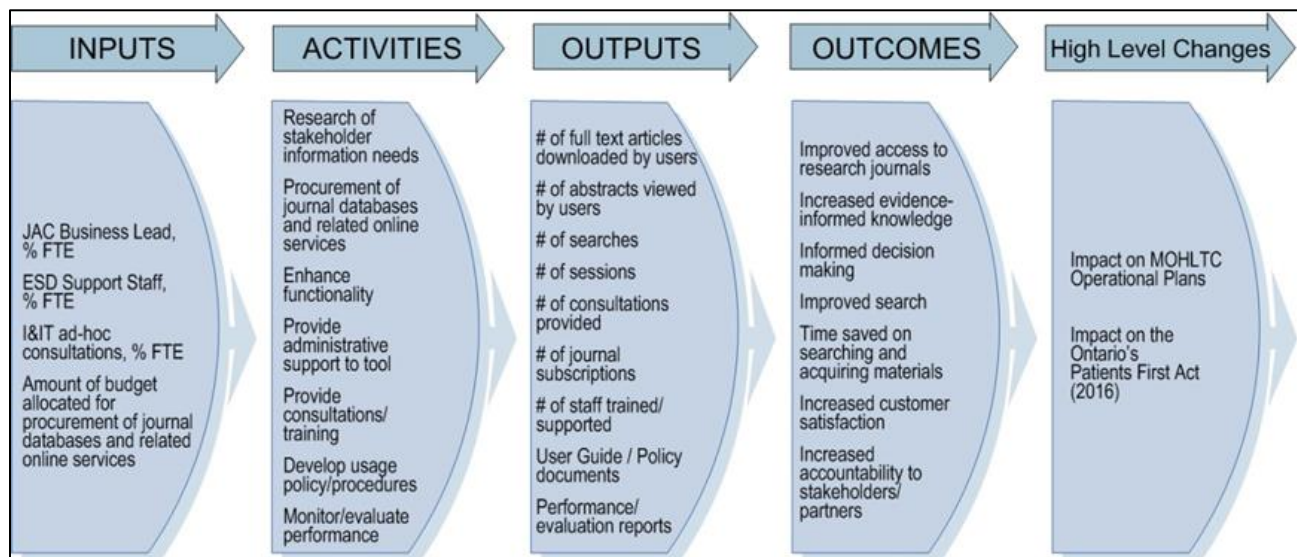 INPUTS
JAC Business Lead,
% FTE
ESD Support Staff,
% FTE
I&IT ad-hoc
consultations, % FTE
Amount of budget
allocated for
procurement of journal
databases and related
online services
ACTIVITIES
Research of
stakeholder
information needs
Procurement of
journal databases
and related online
services
Enhance
functionality
Provide
administrative
support to tool
Provide
consultations/
training
Develop usage
policy/procedures
Monitor/evaluate
performance
OUTPUTS
# of full text articles
downloaded by users
# of abstracts viewed
by users
# of searches
# of sessions
# of consultations
provided
# of journal
subscriptions
# of staff trained/
supported
User Guide / Policy
documents
Performance/
evaluation reports
OUTCOMES
Improved access to
research journals
Increased evidence-
informed knowledge
Informed decision
making
Improved search
Time saved on
searching and
acquiring materials
Increased customer
satisfaction
Increased
accountability to
stakeholders/
partners
High Level Changes
Impact on MOHLTC
Operational Plans
Impact on the
Ontario's
Patients First Act
(2016)